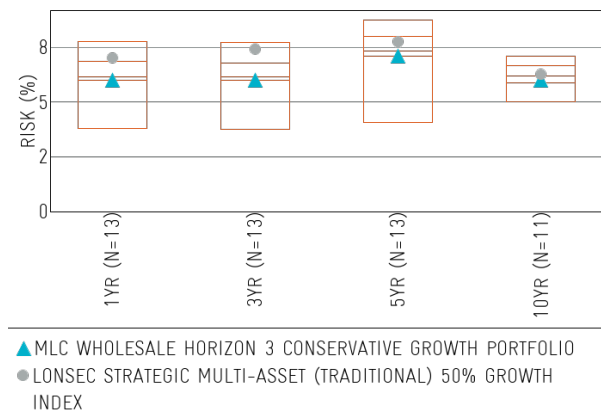 8
5
2
0
RISK (%)
1YR (N=13)
3YR (N=13)
5YR (N=13)
10YR (N=11)
MLC WHOLESALE HORIZON 3 CONSERVATIVE GROWTH PORTFOLIO
LONSEC STRATEGIC MULTI-ASSET (TRADITIONAL) 50% GROWTH
INDEX